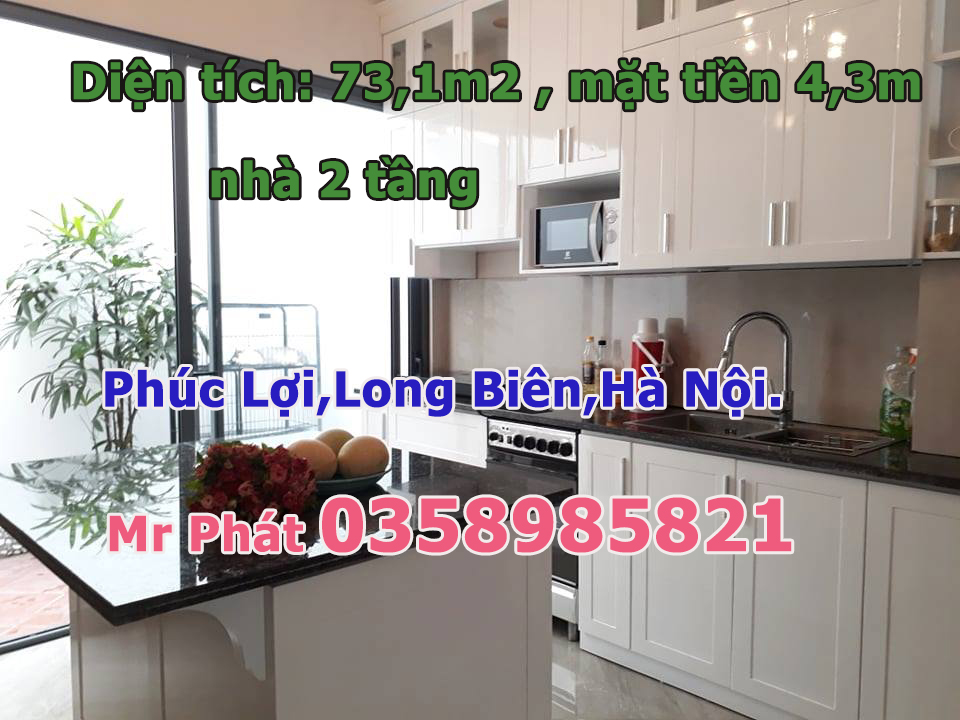 Diện tích: 73,1m2 , mặt tiền 4,3m
nhà 2 tầng
Phúc Lợi,Long Biên,Hà Nội.
Mr Phát 0358985821